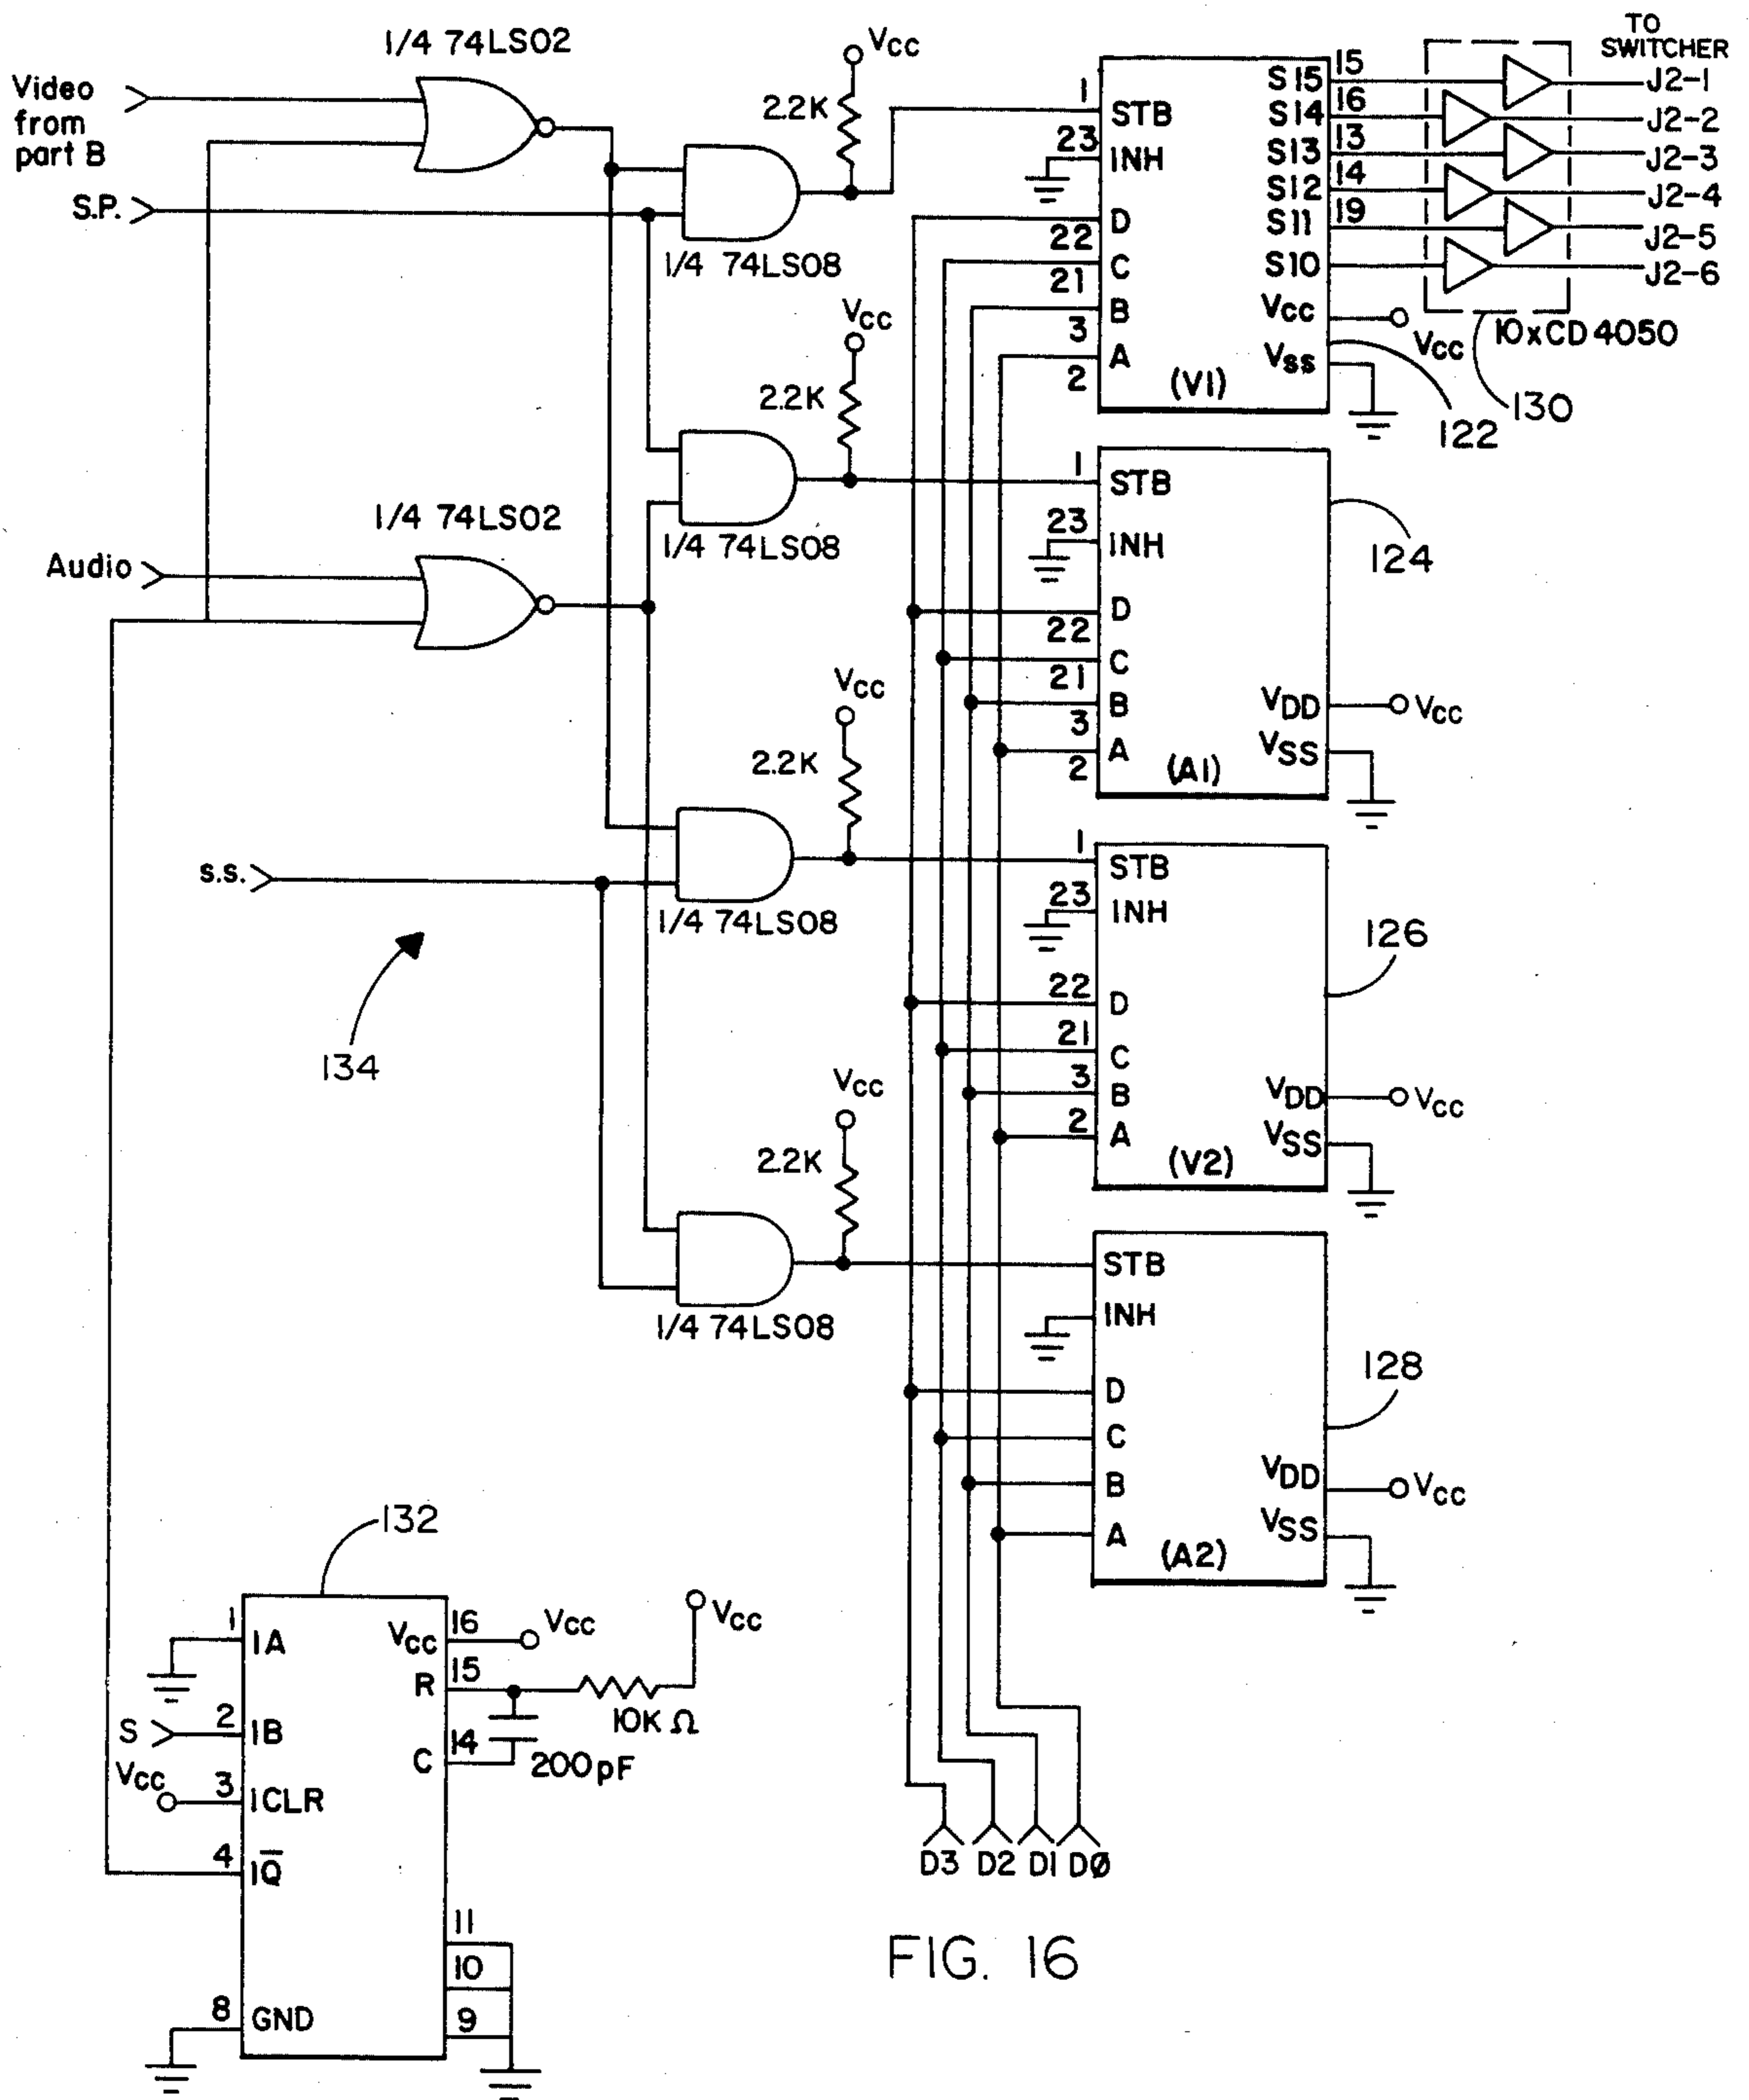 1/4 74LS02
Video
from
part B
S.P.
1/4 74LS08
2.2K
VCC
1
STB
23
INH
D
22
C
21
B
3
A
2
(V1)
S15
15
S14
16
S13
13
S12
14
S11
19
S10
VCC
VCC
VSS
TO
SWITCHER
J2-1
J2-2
J2-3
J2-4
J2-5
J2-6
10xCD4050
130
122
VCC
2.2K
1/4 74LS08
1/4 74LS02
Audio
1
STB
23
INH
D
22
C
21
B
3
A
2
(A1)
VDD
VCC
VSS
124
VCC
2.2K
S.S.
1/4 74LS08
134
1
STB
23
INH
22
D
21
C
3
B
2
A
(V2)
VDD
VCC
VSS
126
VCC
2.2K
1/4 74LS08
STB
INH
D
C
B
A
(A2)
VDD
VCC
VSS
128
132
1
1A
S
2
1B
VCC
3
1CLR
4
1Q̅
8
GND
VCC
16
VCC
R
15
10K Ω
VCC
C
14
200pF
11
10
9
D3 D2 D1 DØ
FIG. 16